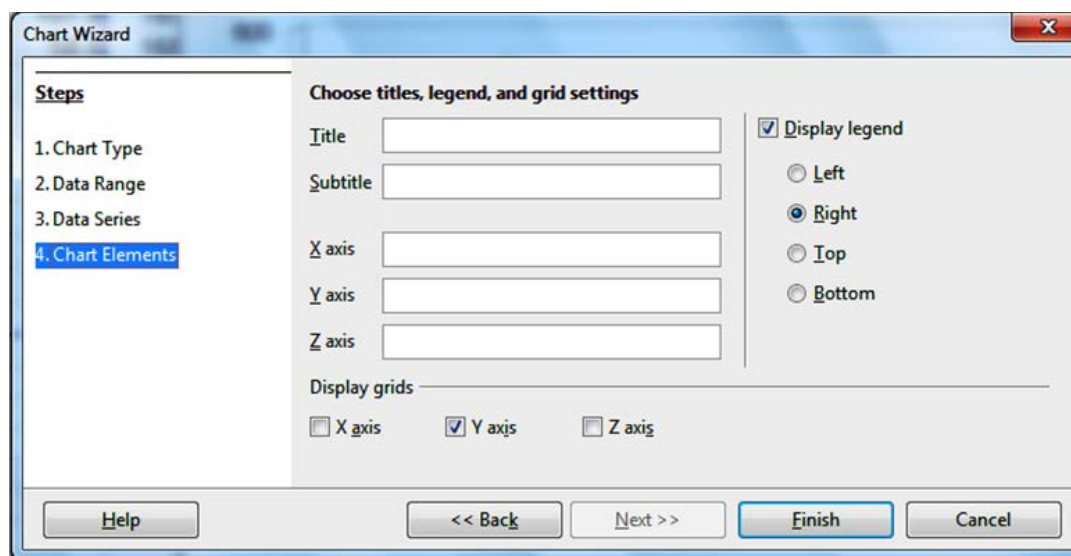 Chart Wizard
Steps
1. Chart Type
2. Data Range
3. Data Series
4. Chart Elements
Choose titles, legend, and grid settings
Title
Subtitle
X axis
Y axis
Z axis
Display legend
Left
Right
Top
Bottom
Display grids
X axis
Y axis
Z axis
Help
<< Back
Next >>
Finish
Cancel